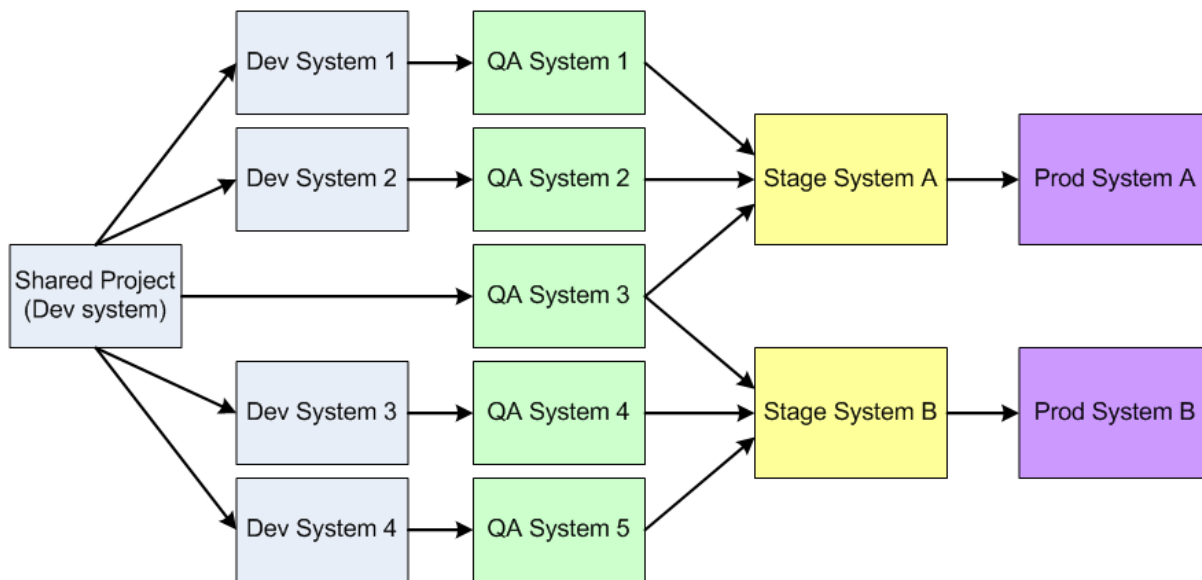 Dev System 1
QA System 1
Dev System 2
QA System 2
Stage System A
Prod System A
Shared Project
(Dev system)
QA System 3
Dev System 3
QA System 4
Stage System B
Prod System B
Dev System 4
QA System 5